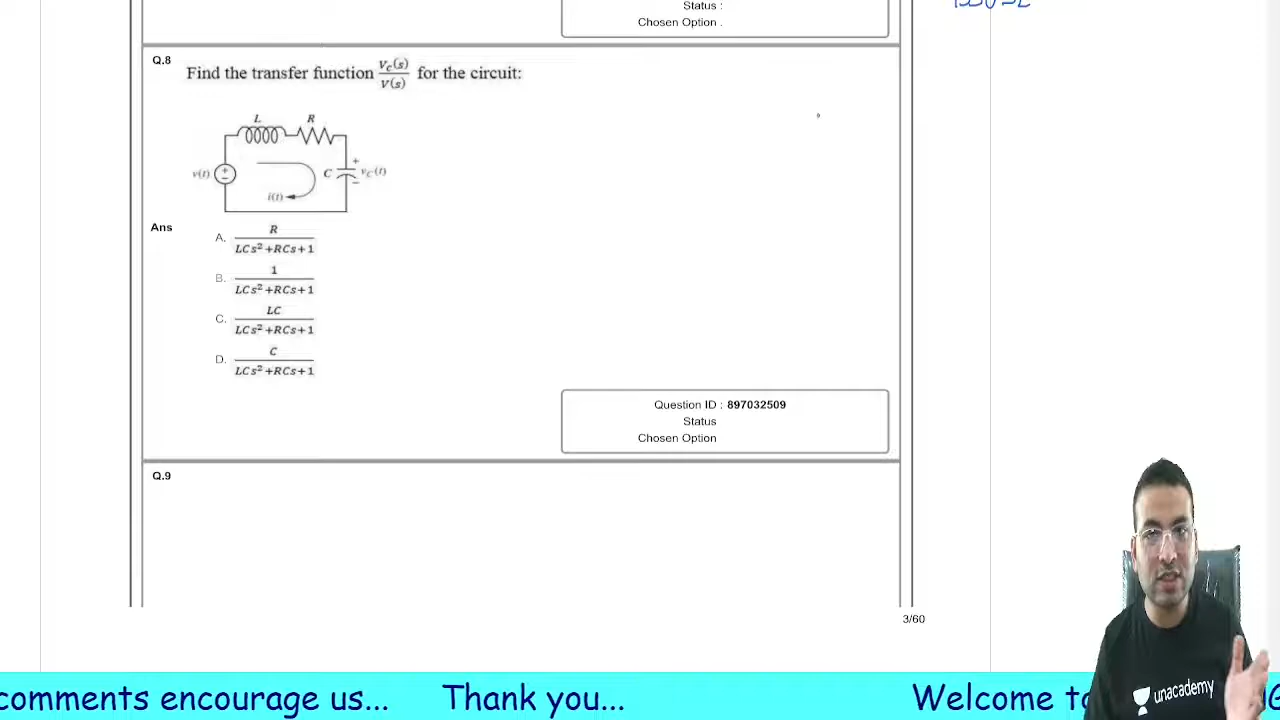 Status :
Chosen Option .
Q.8
Find the transfer function V_c(s)/V(s) for the circuit:
L R
v(t) + − C + v_C(t) −
i(t)
Ans
A. R/LCs²+RCs+1
B. 1/LCs²+RCs+1
C. LC/LCs²+RCs+1
D. C/LCs²+RCs+1
Question ID : 897032509
Status
Chosen Option
Q.9
3/60
unacademy
comments encourage us... Thank you... Welcome to